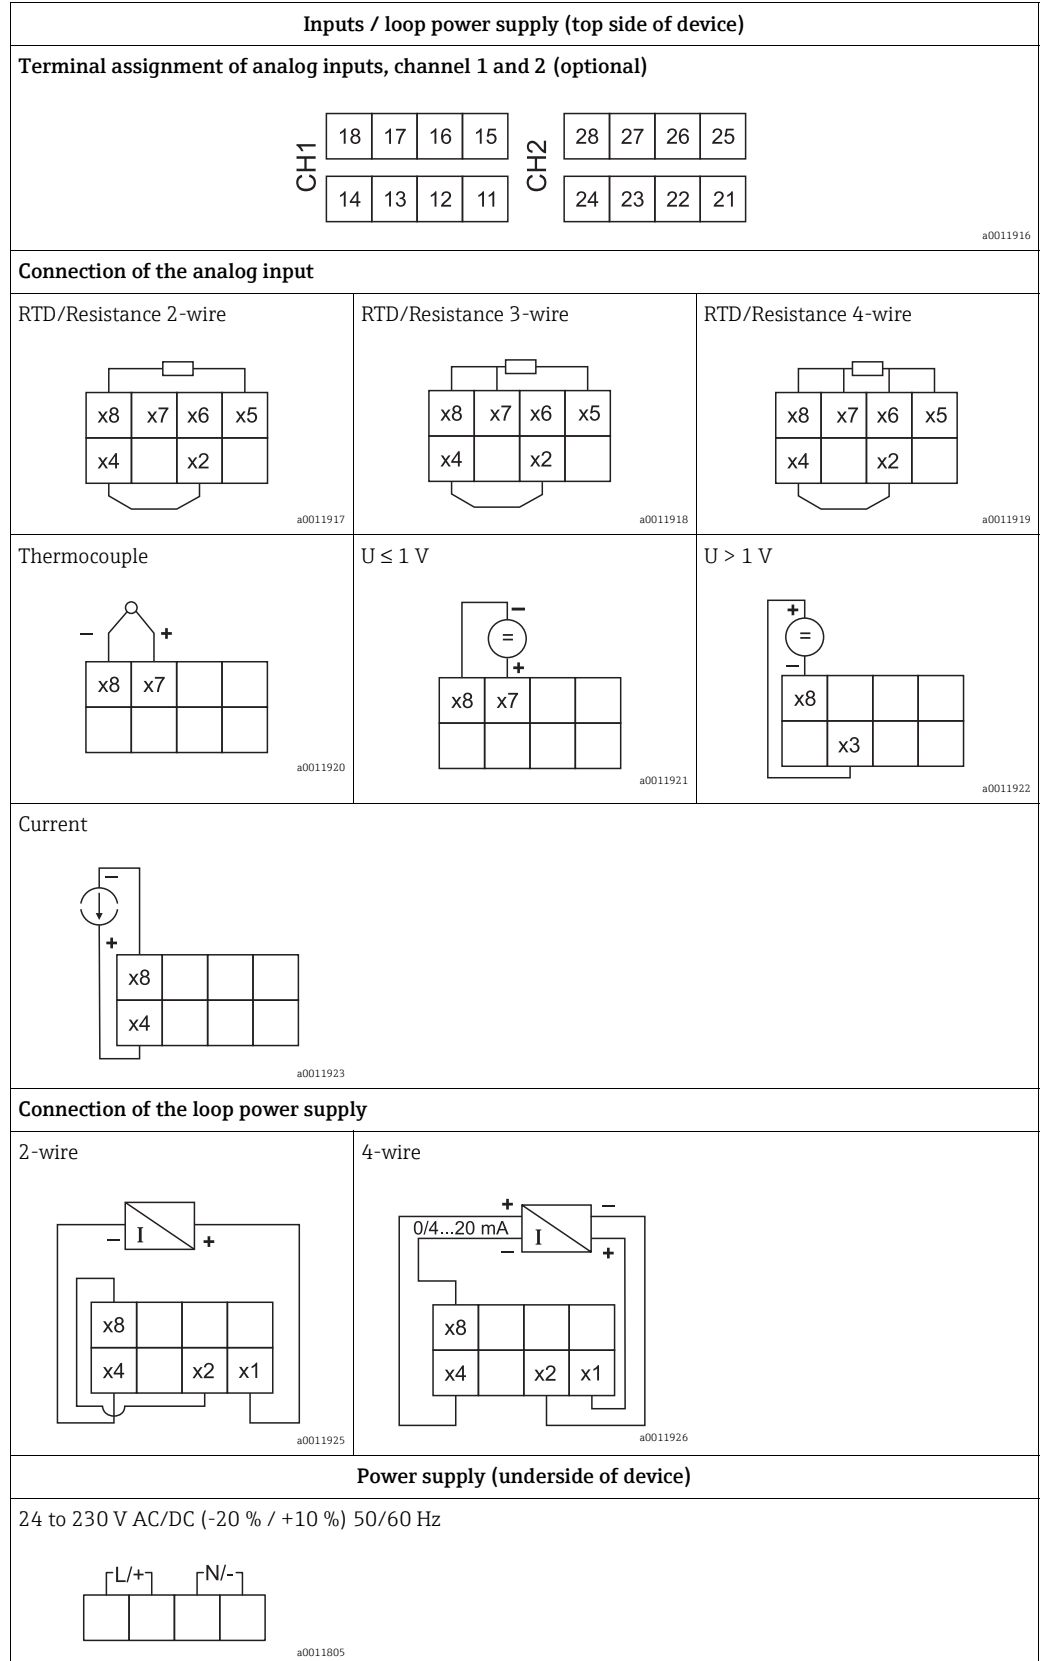 Inputs / loop power supply (top side of device)
Terminal assignment of analog inputs, channel 1 and 2 (optional)
CH1 18 17 16 15 CH2 28 27 26 25
14 13 12 11 24 23 22 21
a0011916
Connection of the analog input
RTD/Resistance 2-wire RTD/Resistance 3-wire RTD/Resistance 4-wire
x8 x7 x6 x5 x8 x7 x6 x5 x8 x7 x6 x5
x4 x2 x4 x2 x4 x2
a0011917 a0011918 a0011919
Thermocouple U ≤ 1 V U > 1 V
– + – = + + = –
x8 x7 x8 x7 x8
x3
a0011920 a0011921 a0011922
Current
–
+
x8
x4
a0011923
Connection of the loop power supply
2-wire 4-wire
– I + + 0/4...20 mA – I – +
x8 x8
x4 x2 x1 x4 x2 x1
a0011925 a0011926
Power supply (underside of device)
24 to 230 V AC/DC (-20 % / +10 %) 50/60 Hz
L/+ N/-
a0011805